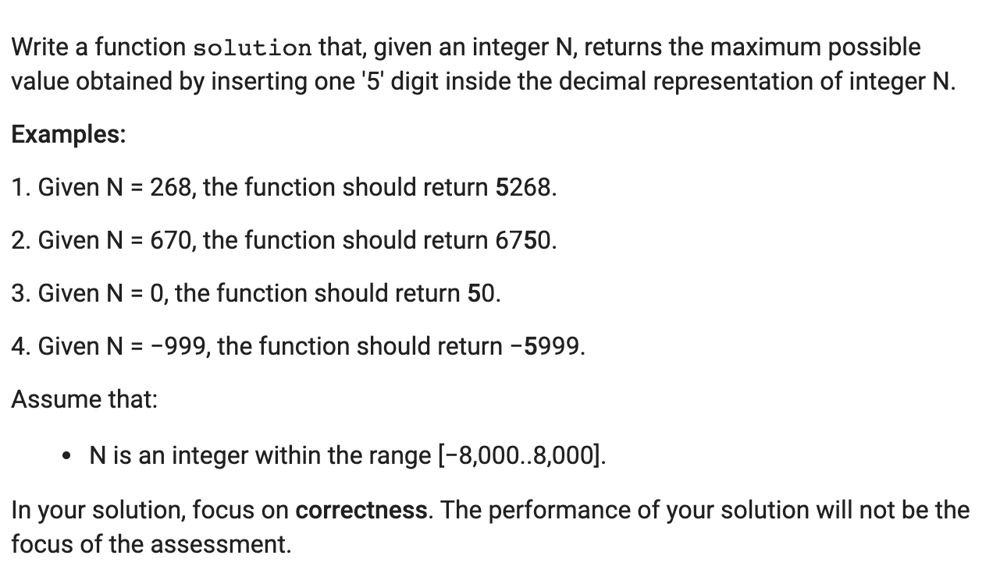 Write a function solution that, given an integer N, returns the maximum possible
value obtained by inserting one '5' digit inside the decimal representation of integer N.
Examples:
1. Given N = 268, the function should return 5268.
2. Given N = 670, the function should return 6750.
3. Given N = 0, the function should return 50.
4. Given N = −999, the function should return −5999.
Assume that:
• N is an integer within the range [−8,000..8,000].
In your solution, focus on correctness. The performance of your solution will not be the
focus of the assessment.